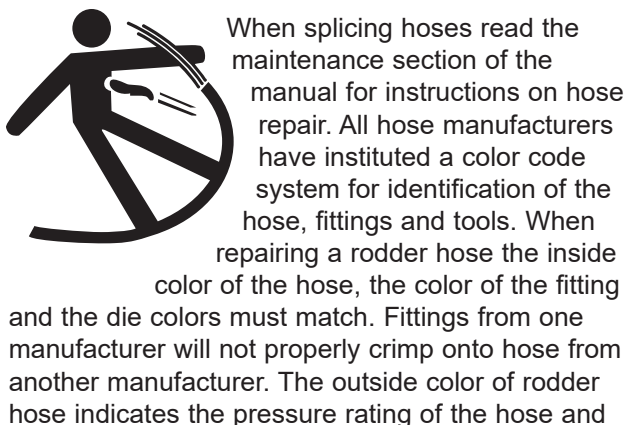 When splicing hoses read the
maintenance section of the
manual for instructions on hose
repair. All hose manufacturers
have instituted a color code
system for identification of the
hose, fittings and tools. When
repairing a rodder hose the inside
color of the hose, the color of the fitting
and the die colors must match. Fittings from one
manufacturer will not properly crimp onto hose from
another manufacturer. The outside color of rodder
hose indicates the pressure rating of the hose and